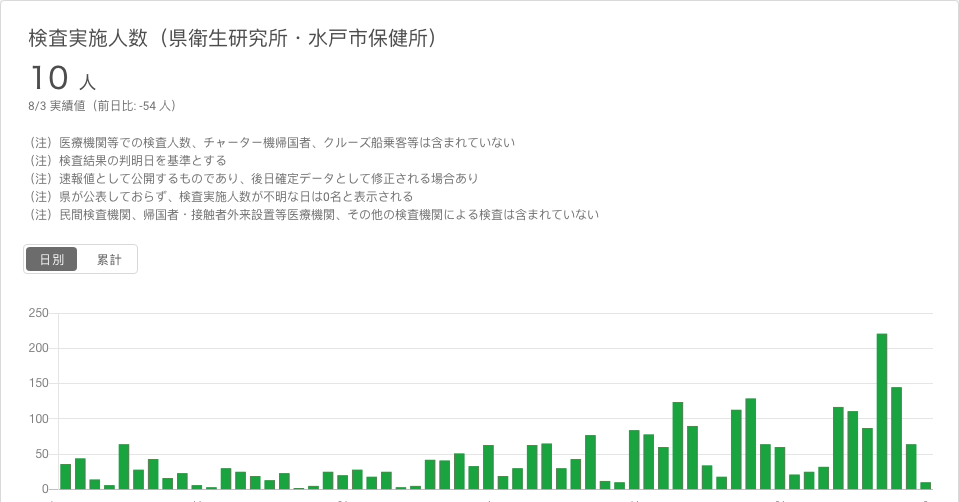 検査実施人数（県衛生研究所・水戸市保健所）
10 人
8/3 実績値（前日比: -54 人）
（注）医療機関等での検査人数、チャーター機帰国者、クルーズ船乗客等は含まれていない
（注）検査結果の判明日を基準とする
（注）速報値として公開するものであり、後日確定データとして修正される場合あり
（注）県が公表しておらず、検査実施人数が不明な日は0名と表示される
（注）民間検査機関、帰国者・接触者外来設置等医療機関、その他の検査機関による検査は含まれていない
日別 累計
250
200
150
100
50
0